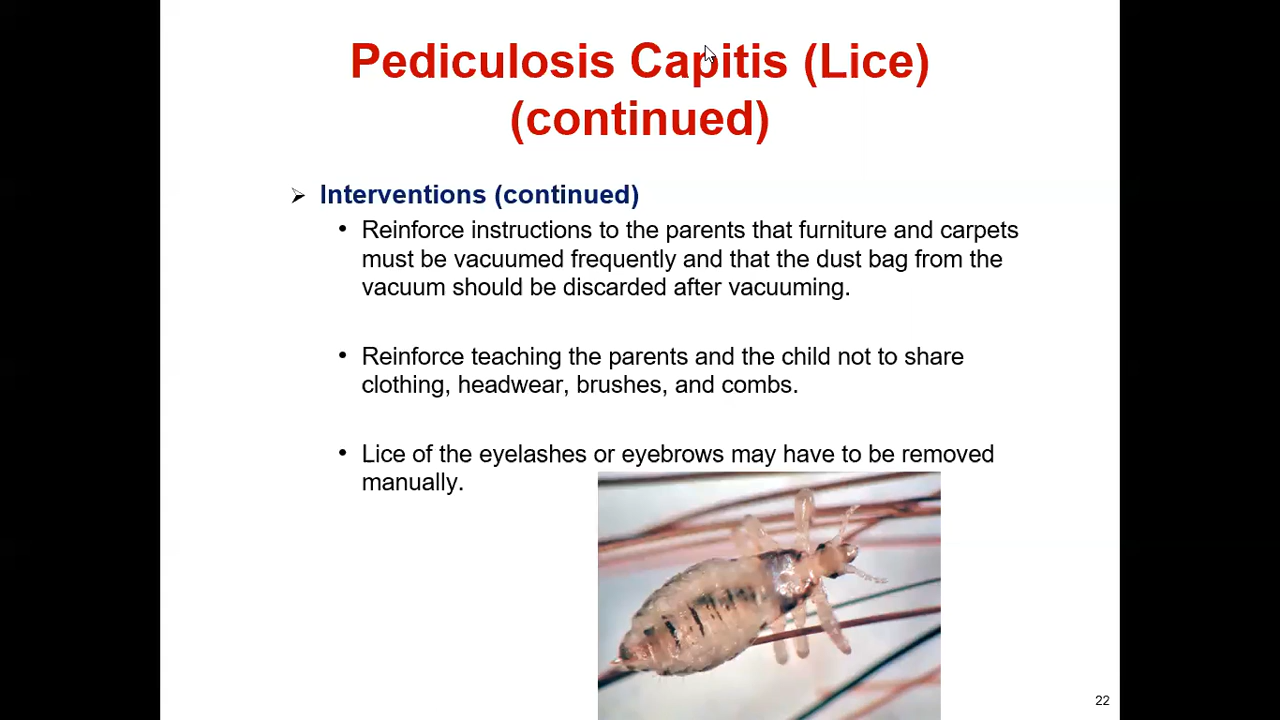 Pediculosis Capitis (Lice)
(continued)
Interventions (continued)
• Reinforce instructions to the parents that furniture and carpets
must be vacuumed frequently and that the dust bag from the
vacuum should be discarded after vacuuming.
• Reinforce teaching the parents and the child not to share
clothing, headwear, brushes, and combs.
• Lice of the eyelashes or eyebrows may have to be removed
manually.
22